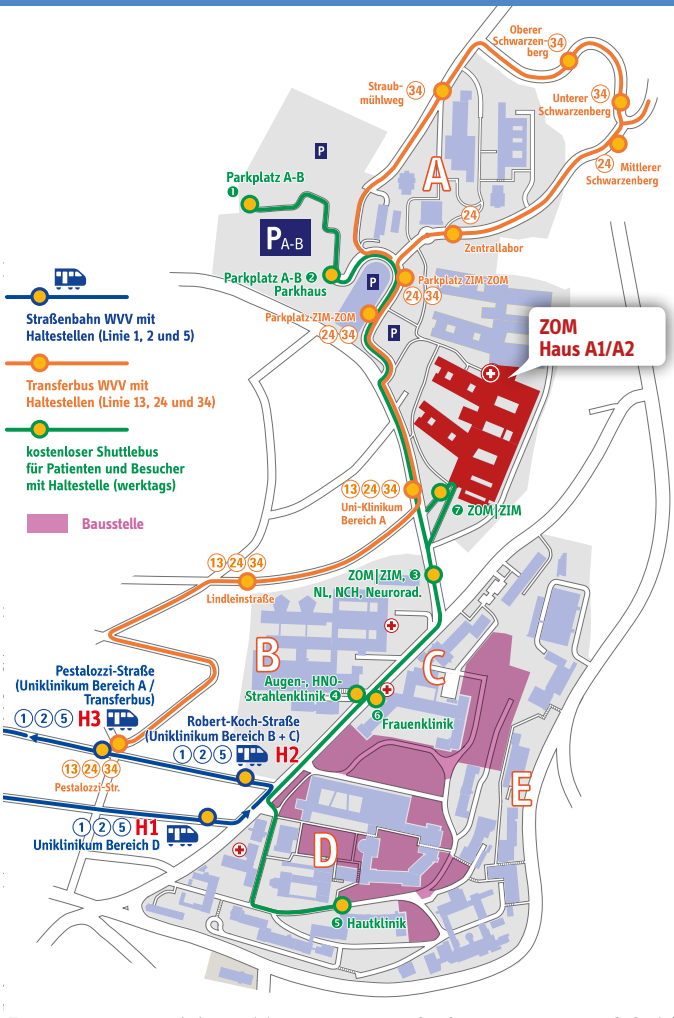 Oberer
Schwarzen-
berg 34
Straub-
mühlweg 34
Unterer 34
Schwarzenberg
24 Mittlerer
Schwarzenberg
P
A
Parkplatz A-B
1
24
Zentrallabor
P A-B
Parkplatz A-B 2
Parkhaus
P
Parkplatz ZIM-ZOM
24 34
Parkplatz ZIM-ZOM
24 34
P
ZOM
Haus A1/A2
Straßenbahn WVV mit
Haltestellen (Linie 1, 2 und 5)
Transferbus WVV mit
Haltestellen (Linie 13, 24 und 34)
kostenloser Shuttlebus
für Patienten und Besucher
mit Haltestelle (werktags)
Baustelle
13 24 34
Uni-Klinikum
Bereich A
7 ZOM|ZIM
13 24 34
Lindleinstraße
ZOM|ZIM, 3
NL, NCH, Neurorad.
B
C
Augen-, HNO-
Strahlenklinik 4
6
Frauenklinik
Pestalozzi-Straße
(Uniklinikum Bereich A /
Transferbus)
1 2 5 H3
Robert-Koch-Straße
(Uniklinikum Bereich B + C)
1 2 5 H2
13 24 34
Pestalozzi-Str.
E
1 2 5 H1
Uniklinikum Bereich D
D
5 Hautklinik